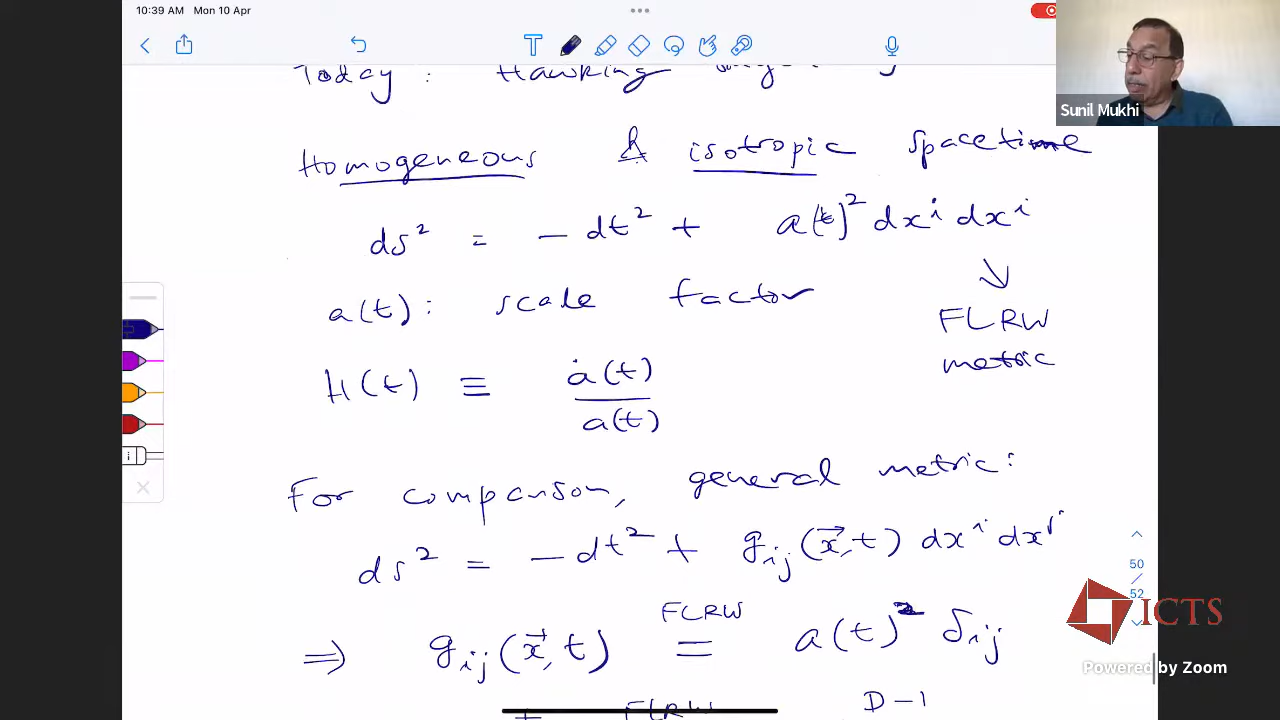 10:39 AM Mon 10 Apr
Today : Hawking
Sunil Mukhi
Homogeneous & isotropic spacetime
ds² = - dt² + a(t)² dxⁱ dxⁱ
a(t) : scale factor
FLRW
metric
H(t) ≡ ȧ(t)/a(t)
For comparison, general metric :
ds² = - dt² + gᵢⱼ(x⃗,t) dxⁱ dxʲ
50
/
52
ICTS
FLRW
⇒ gᵢⱼ(x⃗,t) = a(t)² δᵢⱼ
Powered by Zoom
FLRW D-1